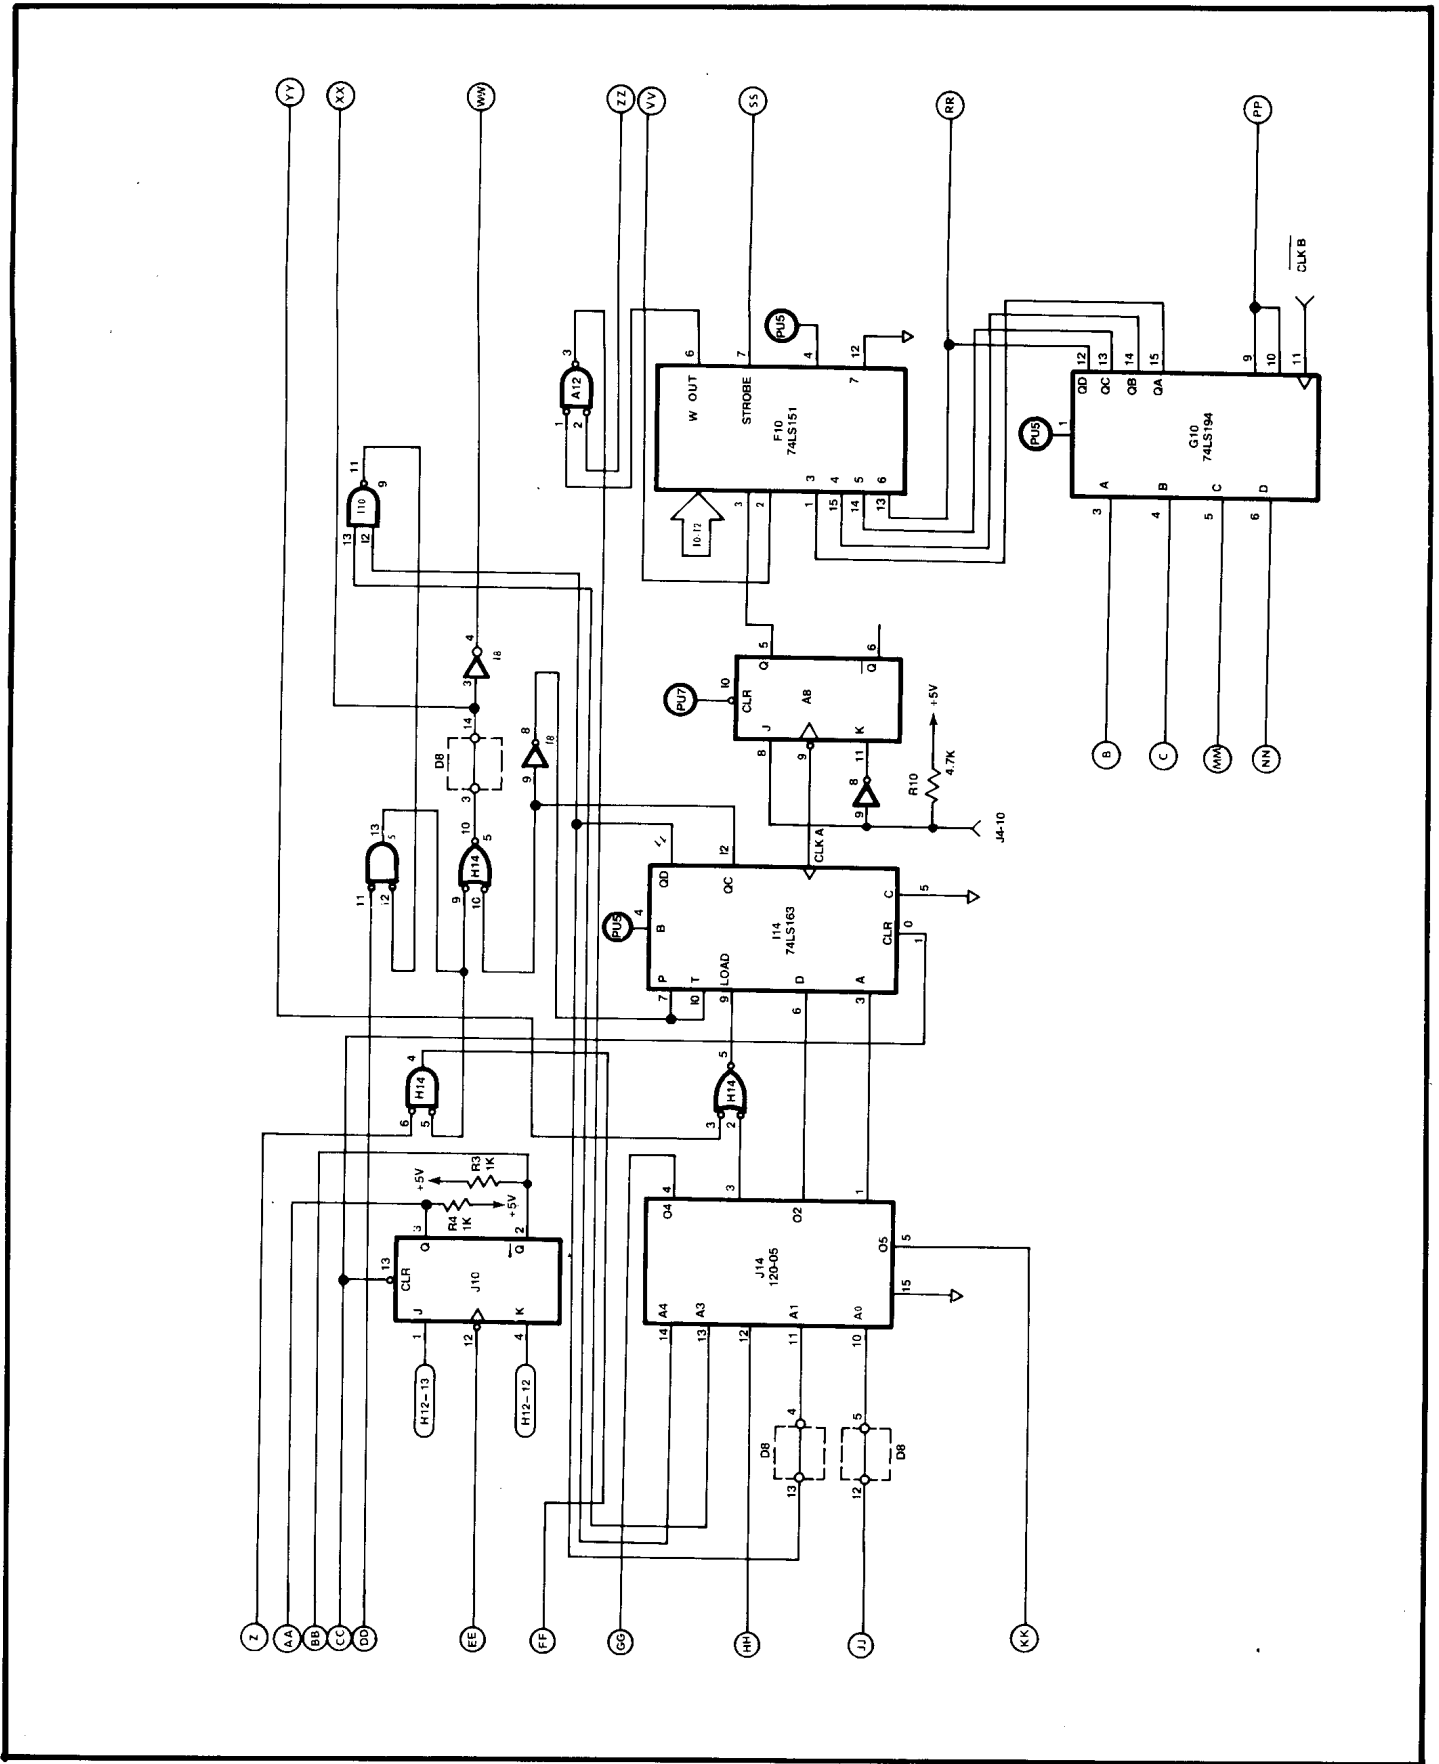 Z
AA
BB
CC
DD
EE
FF
GG
HH
JJ
KK
H12-13
H12-12
1
12
4
J
K
CLR
13
J10
Q
Q
3
2
R4
1K
+5V
R3
1K
+5V
6
5
H14
4
D8
13
4
D8
12
5
14
13
12
11
10
A4
A3
A1
A0
J14
120-05
15
O4
O2
O5
4
3
1
5
3
2
H14
5
7
10
9
6
3
P
T
LOAD
D
A
PU5
4
B
I14
74LS163
CLR
0
1
C
5
QD
QC
12
CLK A
11
12
13
5
9
10
H14
10
5
D8
3
14
3
4
I8
9
8
I8
13
12
I10
11
9
8
9
11
J
K
PU7
10
CLR
A8
Q
Q
5
6
9
8
R10
4.7K
+5V
J4-10
1
2
A12
3
I0-I2
3
2
1
15
14
13
3
4
5
6
F10
74LS151
W OUT
STROBE
7
6
7
4
12
PU5
B
C
MM
NN
3
4
5
6
A
B
C
D
PU5
1
G10
74LS194
QD
QC
QB
QA
12
13
14
15
9
10
11
CLK B
YY
XX
WW
ZZ
VV
SS
RR
PP